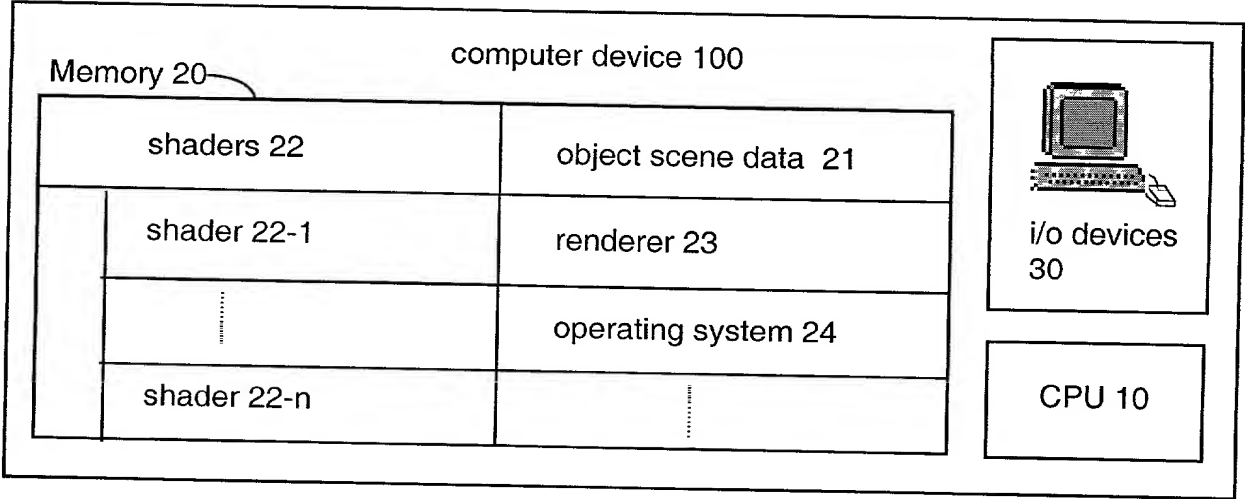 computer device 100
Memory 20
shaders 22
object scene data 21
shader 22-1
renderer 23
operating system 24
shader 22-n
i/o devices
30
CPU 10